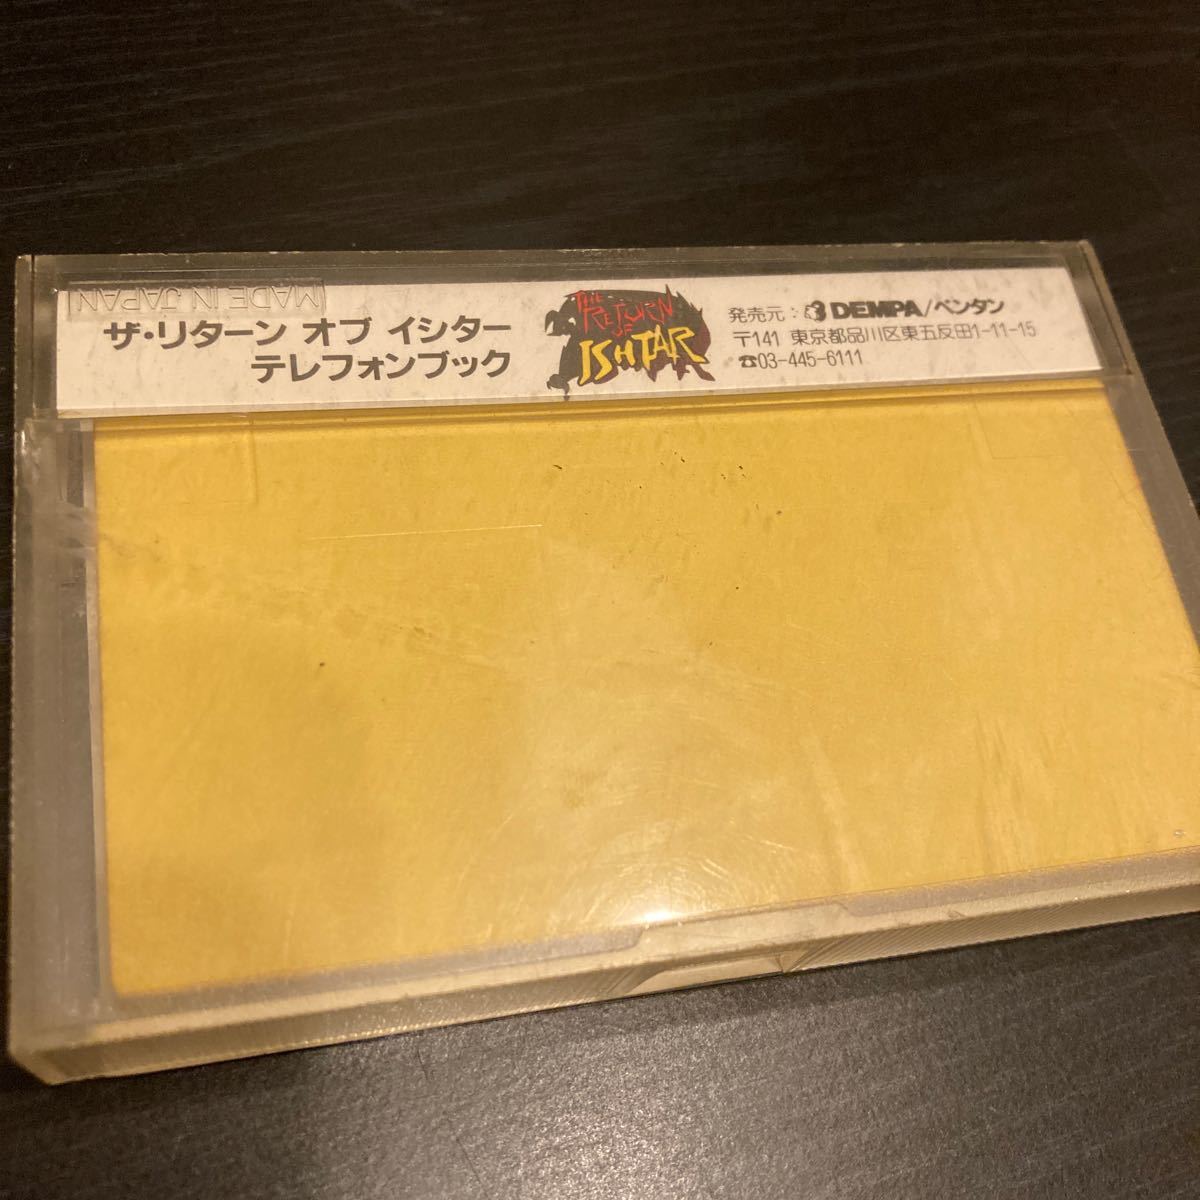 MADE IN JAPAN
ザ・リターン オブ イシター
テレフォンブック
THE
RETURN
OF
ISHTAR
発売元: DEMPA/ペンタン
〒141 東京都品川区東五反田1-11-15
☎03-445-6111